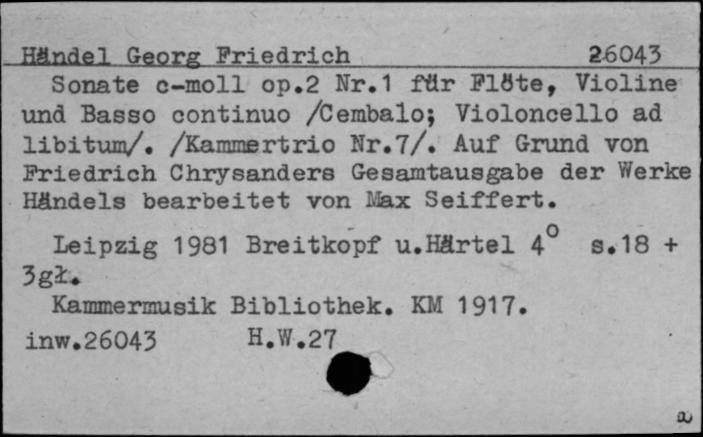 Händel Georg Friedrich 26043
Sonate c-moll op.2 Nr.1 für Flöte, Violine
und Basso continuo /Cembalo; Violoncello ad
libitum/. /Kammertrio Nr.7/. Auf Grund von
Friedrich Chrysanders Gesamtausgabe der Werke
Händels bearbeitet von Max Seiffert.
Leipzig 1981 Breitkopf u.Härtel 4° s.18 +
3gł.
Kammermusik Bibliothek. KM 1917.
inw.26043 H.W.27